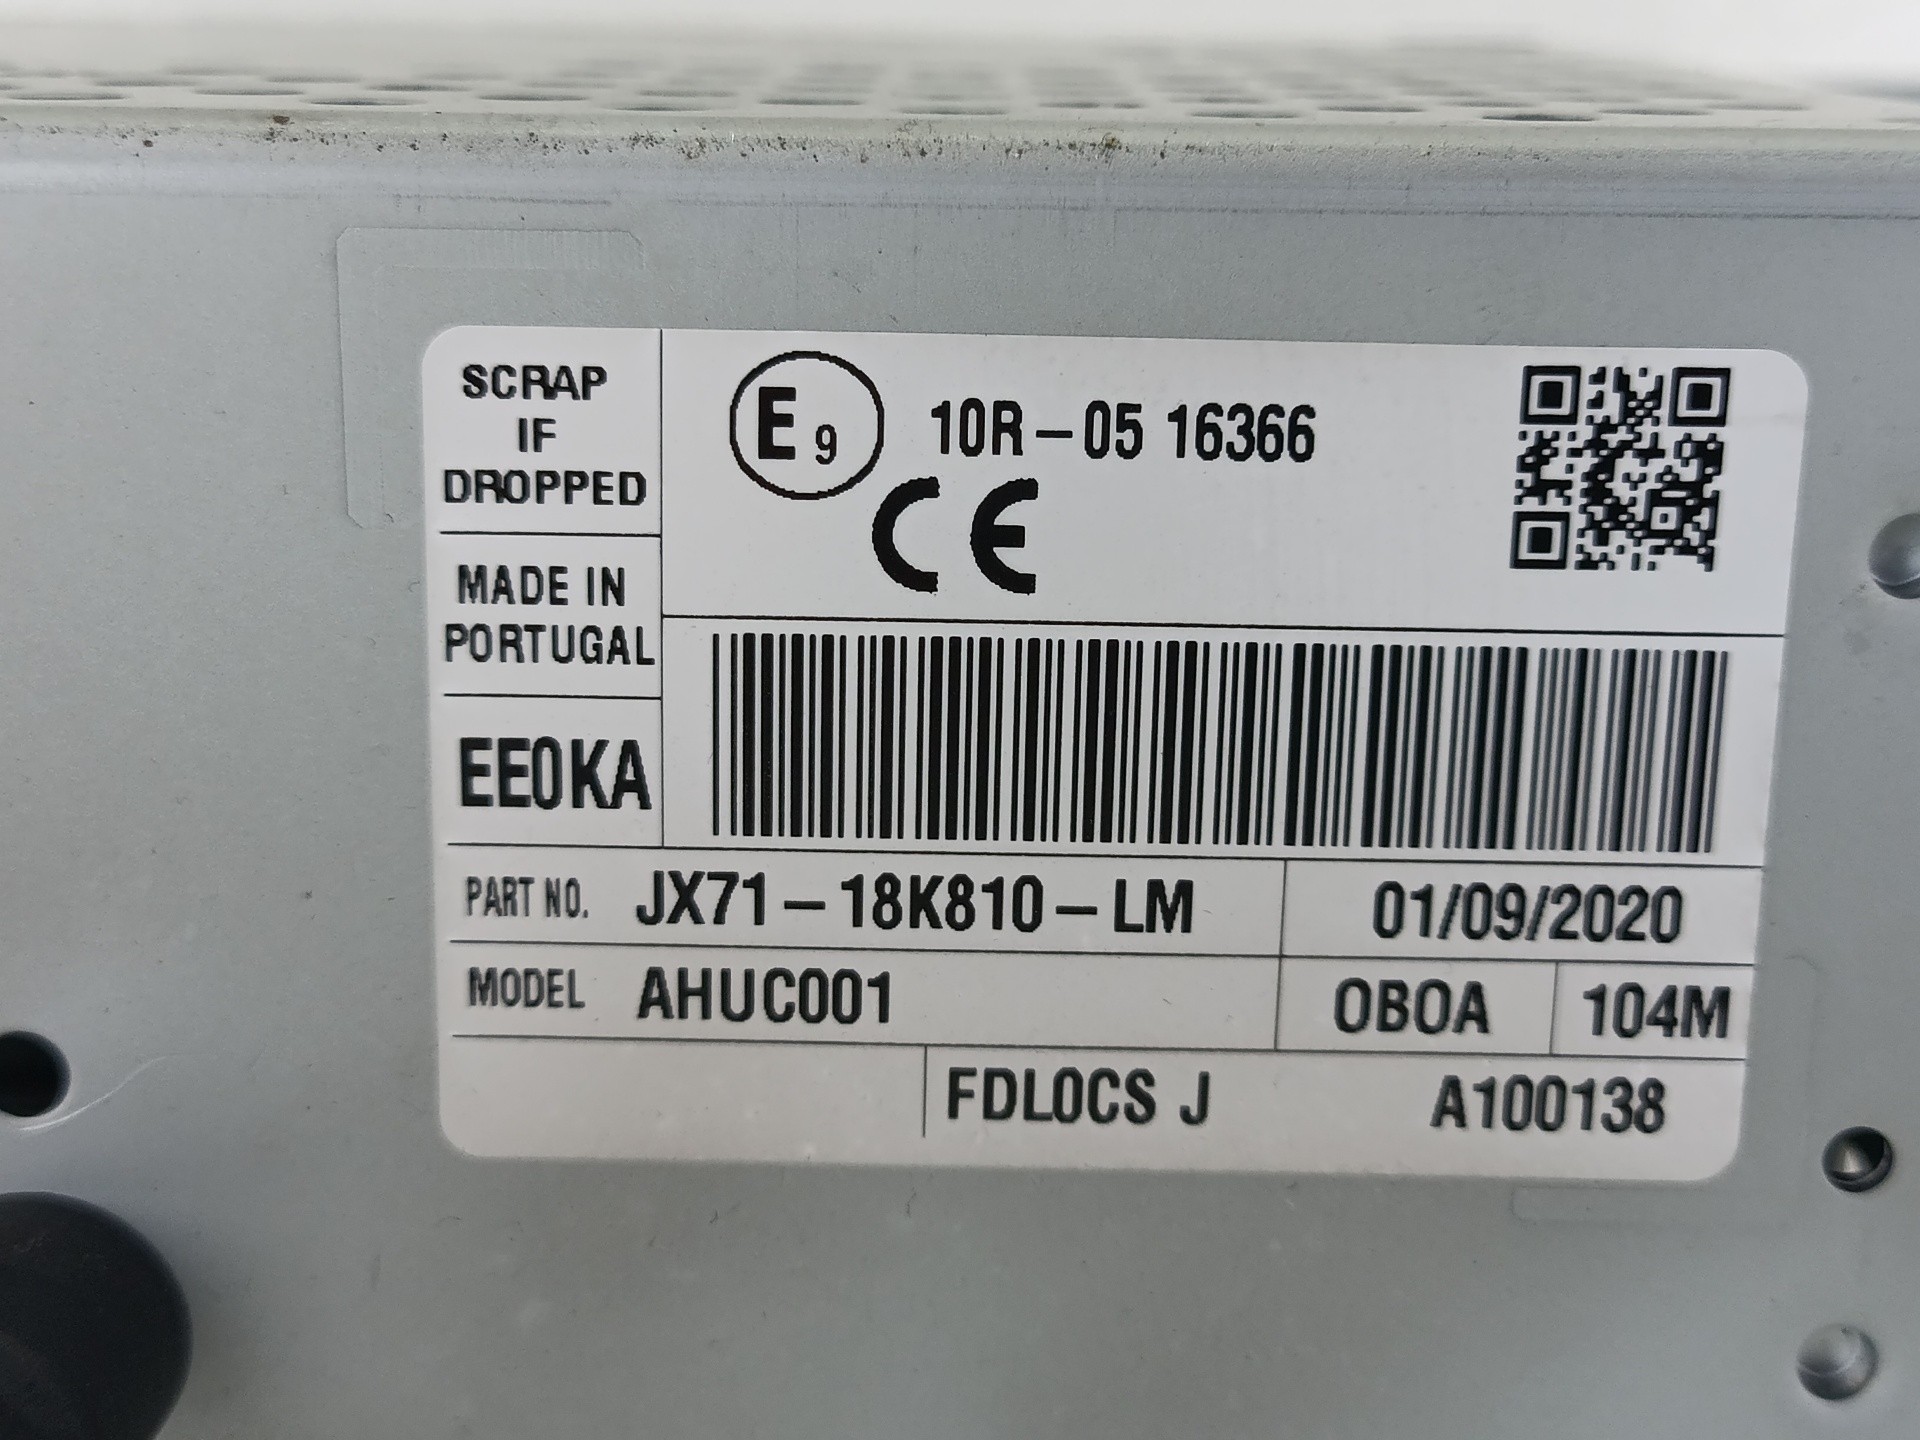 SCRAP
IF
DROPPED
E9 10R-05 16366
CE
MADE IN
PORTUGAL
EE0KA
PART NO. JX71-18K810-LM 01/09/2020
MODEL AHUC001 OBOA 104M
FDL0CS J A100138